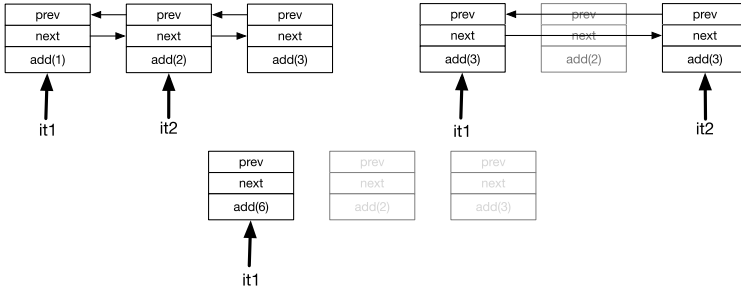 prev
next
add(1)
prev
next
add(2)
prev
next
add(3)
it1
it2
prev
next
add(3)
prev
next
add(2)
prev
next
add(3)
it1
it2
prev
next
add(6)
prev
next
add(2)
prev
next
add(3)
it1